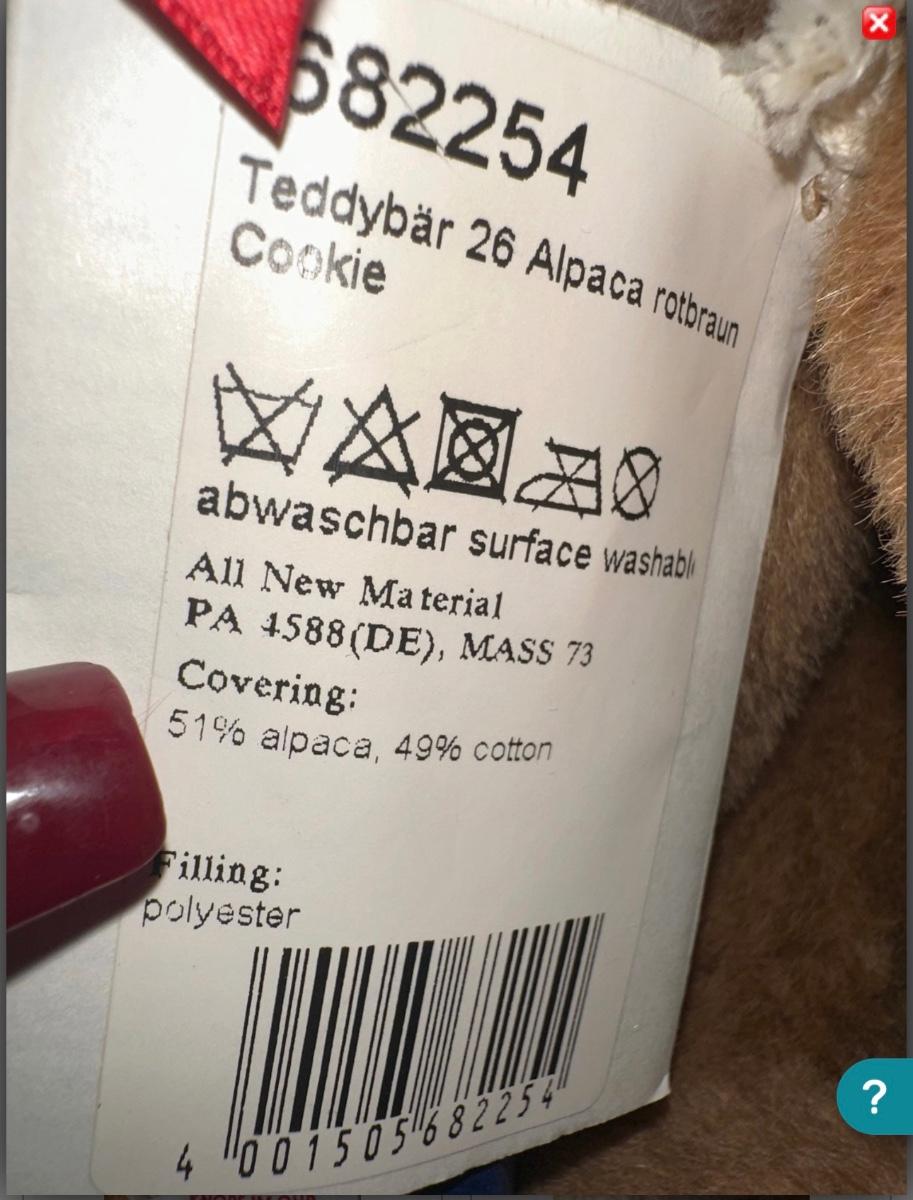 682254
Teddybär 26 Alpaca rotbraun
Cookie
abwaschbar surface washabl
All New Material
PA 4588(DE), MASS 73
Covering:
51% alpaca, 49% cotton
Filling:
polyester
4 001505 682254
?